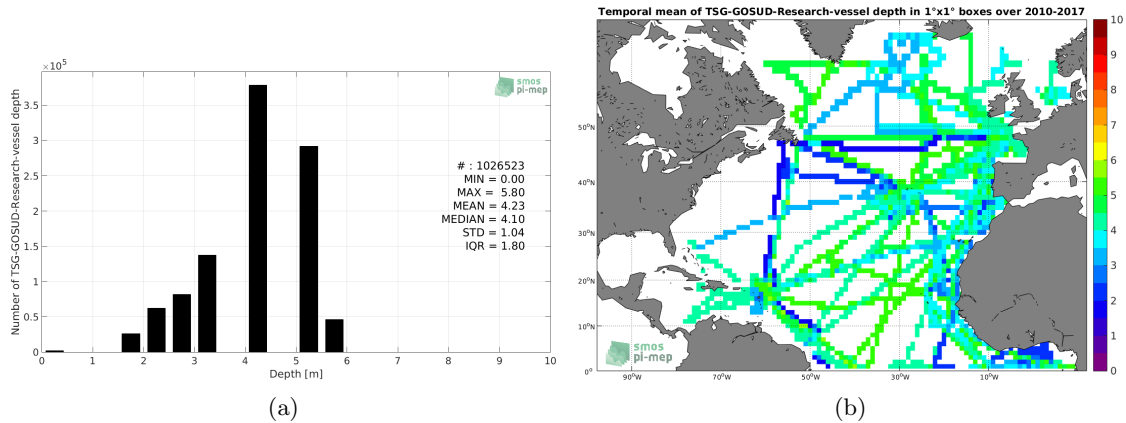 Temporal mean of TSG-GOSUD-Research-vessel depth in 1°x1° boxes over 2010-2017
×10⁵
smos
pi-mep
Number of TSG-GOSUD-Research-vessel depth
3.5
3
2.5
2
1.5
1
0.5
0
# : 1026523
MIN = 0.00
MAX = 5.80
MEAN = 4.23
MEDIAN = 4.10
STD = 1.04
IQR = 1.80
0 1 2 3 4 5 6 7 8 9 10
Depth [m]
(a)
50°N
40°N
30°N
20°N
10°N
0°
90°W 70°W 50°W 30°W 10°W
smos
pi-mep
10
9
8
7
6
5
4
3
2
1
0
(b)